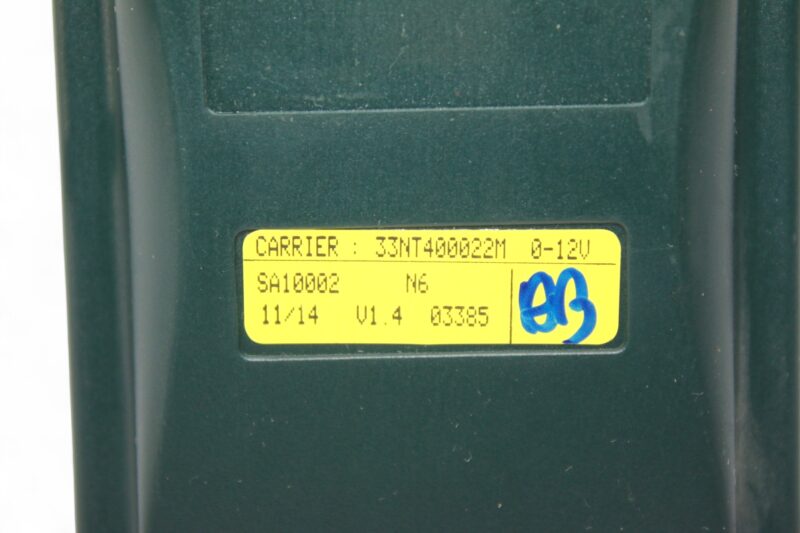 CARRIER : 33NT400022M 0-12V
SA10002 N6
11/14 V1.4 03385